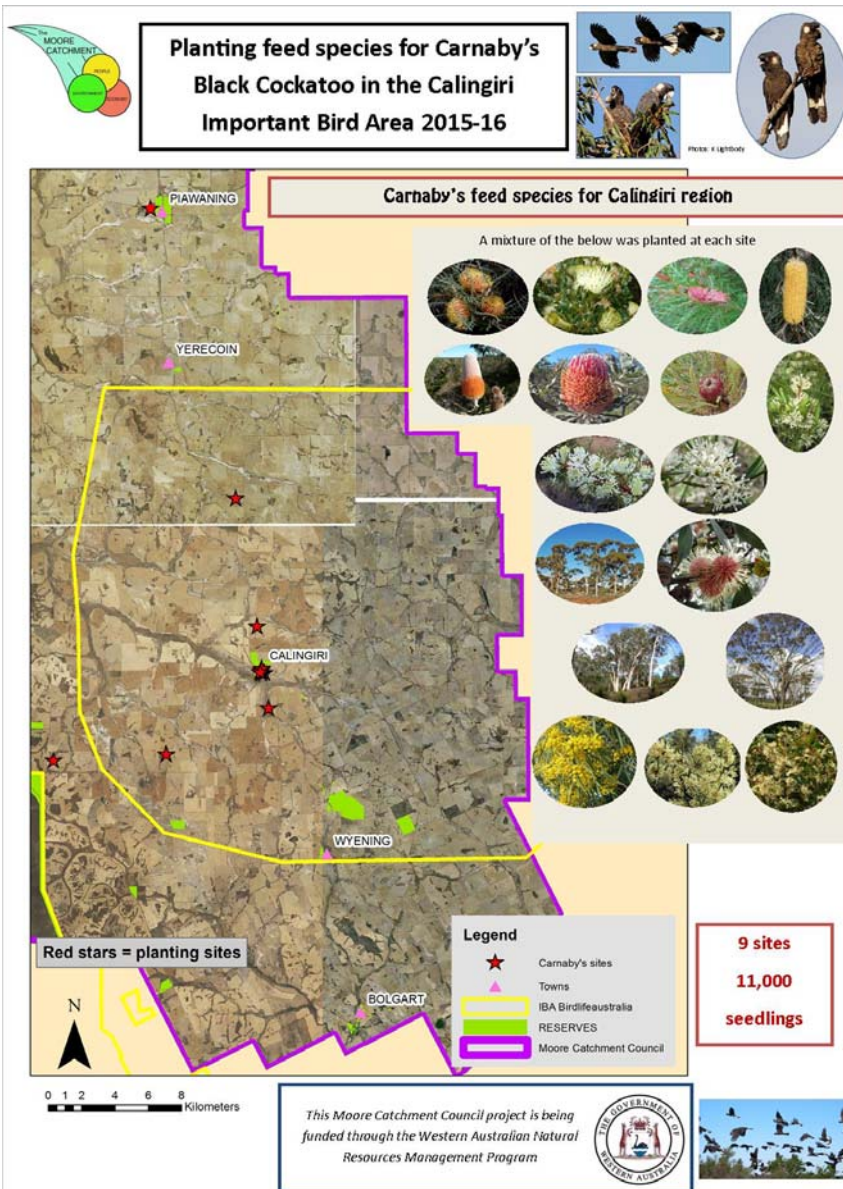 The
MOORE
CATCHMENT
PEOPLE
ENVIRONMENT
ECONOMY
Planting feed species for Carnaby's
Black Cockatoo in the Calingiri
Important Bird Area 2015-16
Photos: K Lightbody
Carnaby's feed species for Calingiri region
A mixture of the below was planted at each site
PIAWANING
YERECOIN
CALINGIRI
WYENING
BOLGART
Red stars = planting sites
N
0 1 2 4 6 8
Kilometers
Legend
Carnaby's sites
Towns
IBA Birdlifeaustralia
RESERVES
Moore Catchment Council
9 sites
11,000
seedlings
This Moore Catchment Council project is being
funded through the Western Australian Natural
Resources Management Program
THE GOVERNMENT OF
WESTERN AUSTRALIA